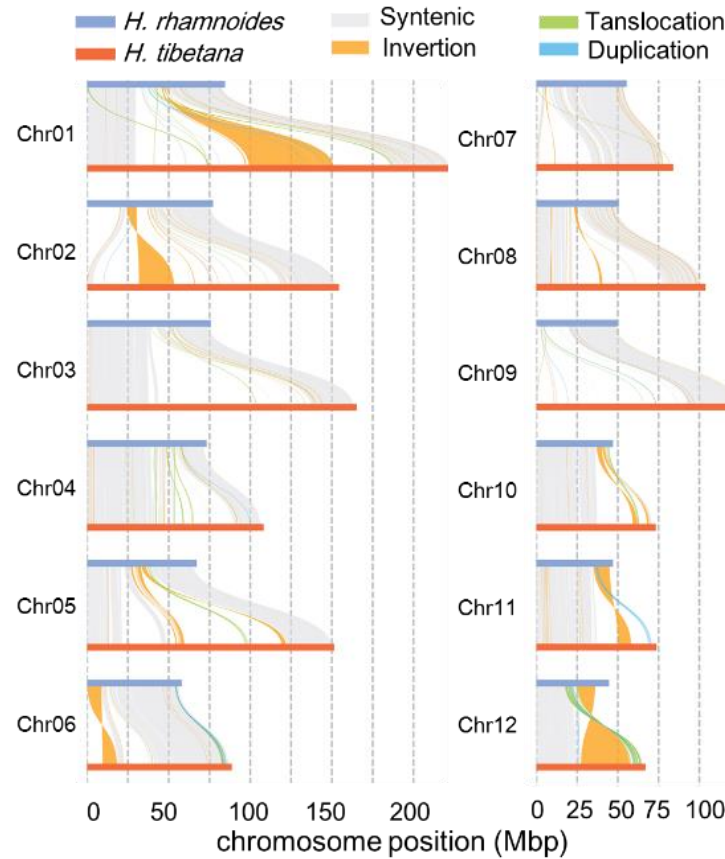 H. rhamnoides
Syntenic
Tanslocation
H. tibetana
Invertion
Duplication
Chr01
Chr07
Chr02
Chr08
Chr03
Chr09
Chr04
Chr10
Chr05
Chr11
Chr06
Chr12
0 50 100 150 200
0 25 50 75 100
chromosome position (Mbp)